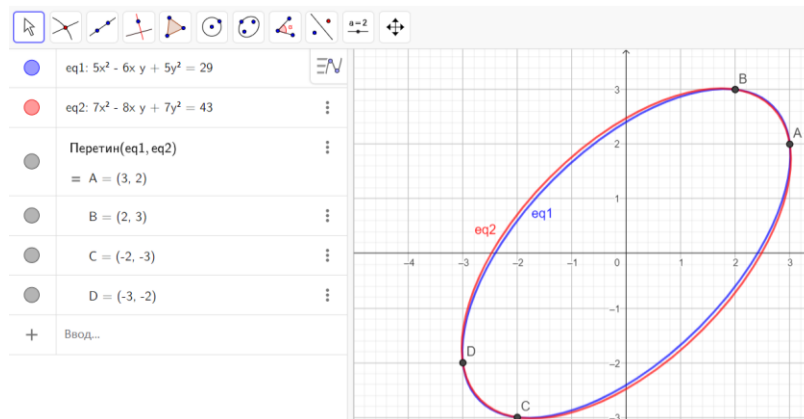 a=2
eq1: 5x² - 6x y + 5y² = 29
eq2: 7x² - 8x y + 7y² = 43
Перетин(eq1, eq2)
= A = (3, 2)
B = (2, 3)
C = (-2, -3)
D = (-3, -2)
+ Ввод...
3
B
2
A
1
eq1
eq2
-4 -3 -2 -1 0 1 2 3
-1
D
-2
C
-3